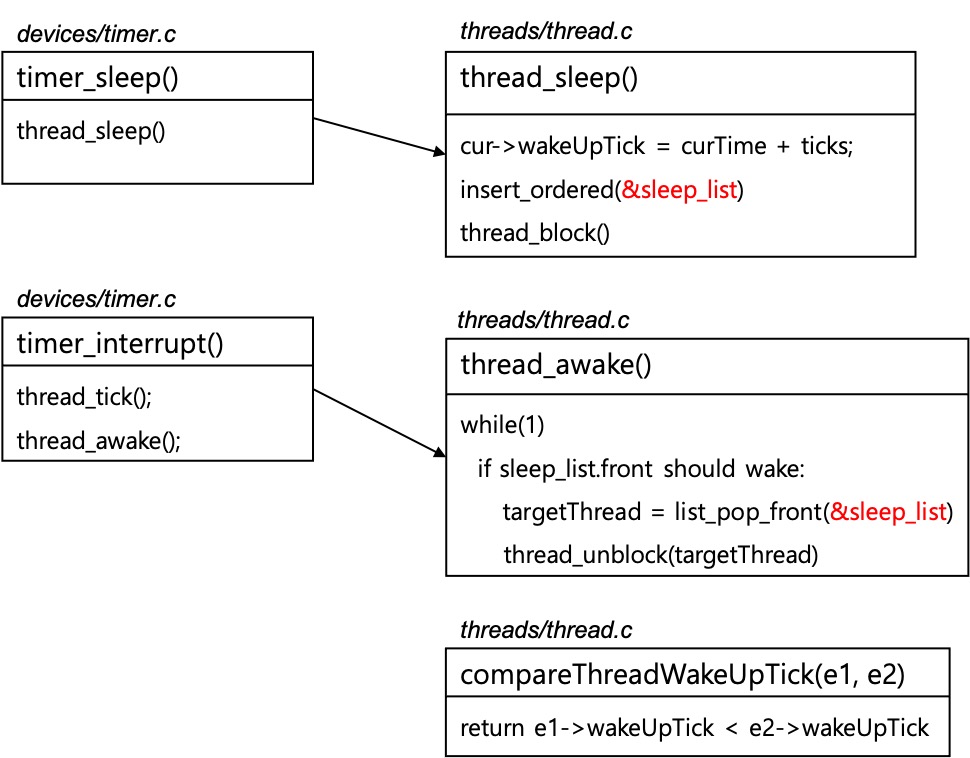 devices/timer.c
timer_sleep()
thread_sleep()
threads/thread.c
thread_sleep()
cur->wakeUpTick = curTime + ticks;
insert_ordered(&sleep_list)
thread_block()
devices/timer.c
timer_interrupt()
thread_tick();
thread_awake();
threads/thread.c
thread_awake()
while(1)
if sleep_list.front should wake:
targetThread = list_pop_front(&sleep_list)
thread_unblock(targetThread)
threads/thread.c
compareThreadWakeUpTick(e1, e2)
return e1->wakeUpTick < e2->wakeUpTick